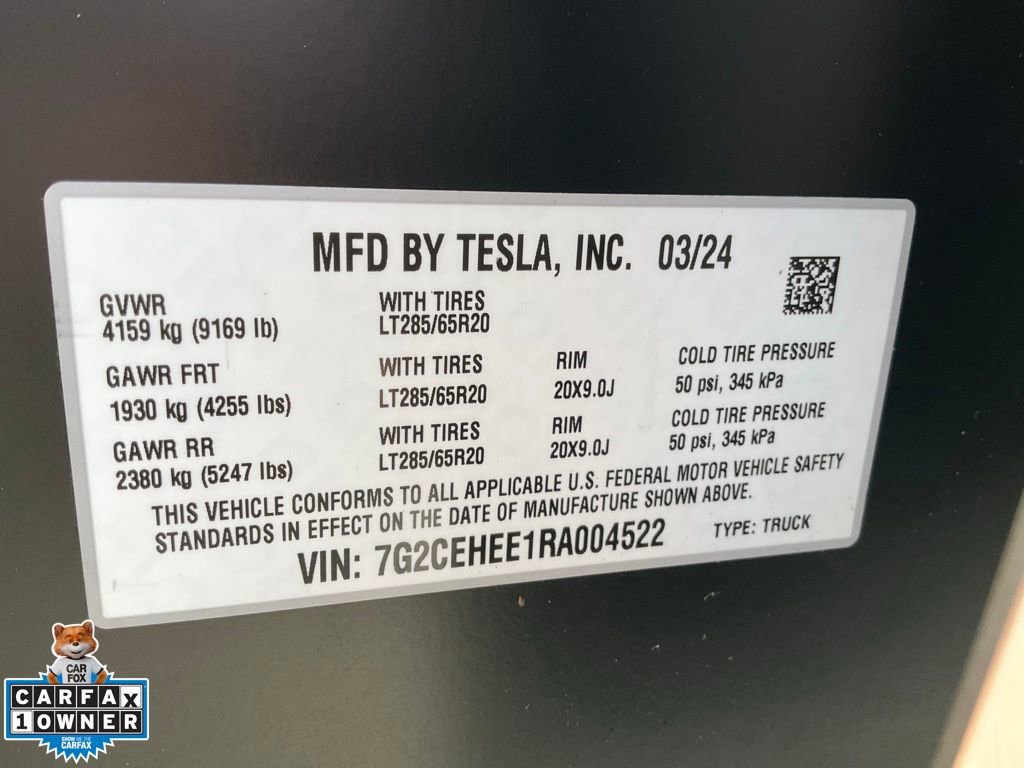 MFD BY TESLA, INC. 03/24
GVWR
4159 kg (9169 lb)
WITH TIRES
LT285/65R20
GAWR FRT
1930 kg (4255 lbs)
WITH TIRES
LT285/65R20
RIM
20X9.0J
COLD TIRE PRESSURE
50 psi, 345 kPa
GAWR RR
2380 kg (5247 lbs)
WITH TIRES
LT285/65R20
RIM
20X9.0J
COLD TIRE PRESSURE
50 psi, 345 kPa
THIS VEHICLE CONFORMS TO ALL APPLICABLE U.S. FEDERAL MOTOR VEHICLE SAFETY
STANDARDS IN EFFECT ON THE DATE OF MANUFACTURE SHOWN ABOVE.
VIN: 7G2CEHEE1RA004522 TYPE: TRUCK
CAR
FOX
CARFAX
1 OWNER
SHOW ME THE
CARFAX